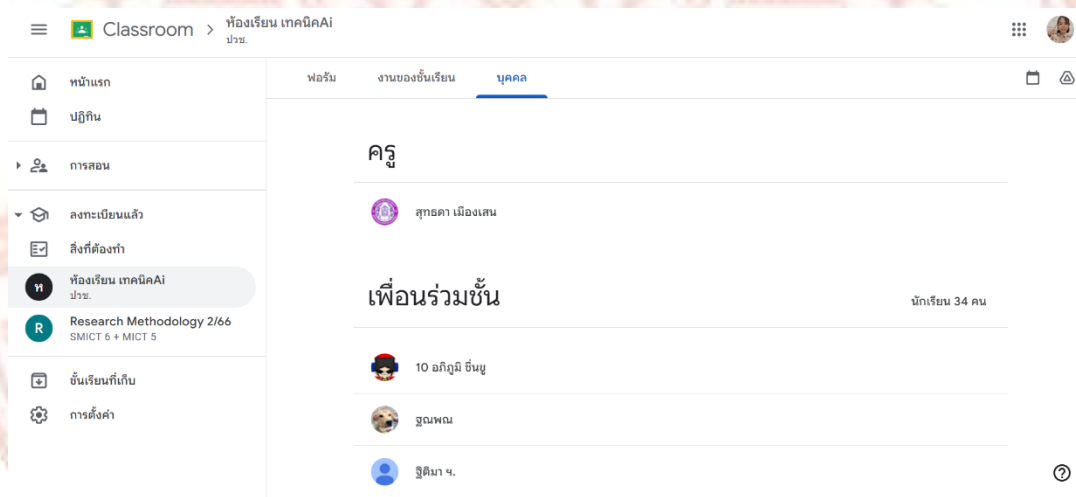 Classroom > ห้องเรียน เทคนิคAi
ปวช.
หน้าแรก
ปฏิทิน
การสอน
ลงทะเบียนแล้ว
สิ่งที่ต้องทำ
ห
ห้องเรียน เทคนิคAi
ปวช.
R
Research Methodology 2/66
SMICT 6 + MICT 5
ชั้นเรียนที่เก็บ
การตั้งค่า
ฟอรัม งานของชั้นเรียน บุคคล
ครู
สุทธดา เมืองเสน
เพื่อนร่วมชั้น นักเรียน 34 คน
10 อภิภูมิ ชื่นชู
ฐณพณ
ฐิติมา ฯ.